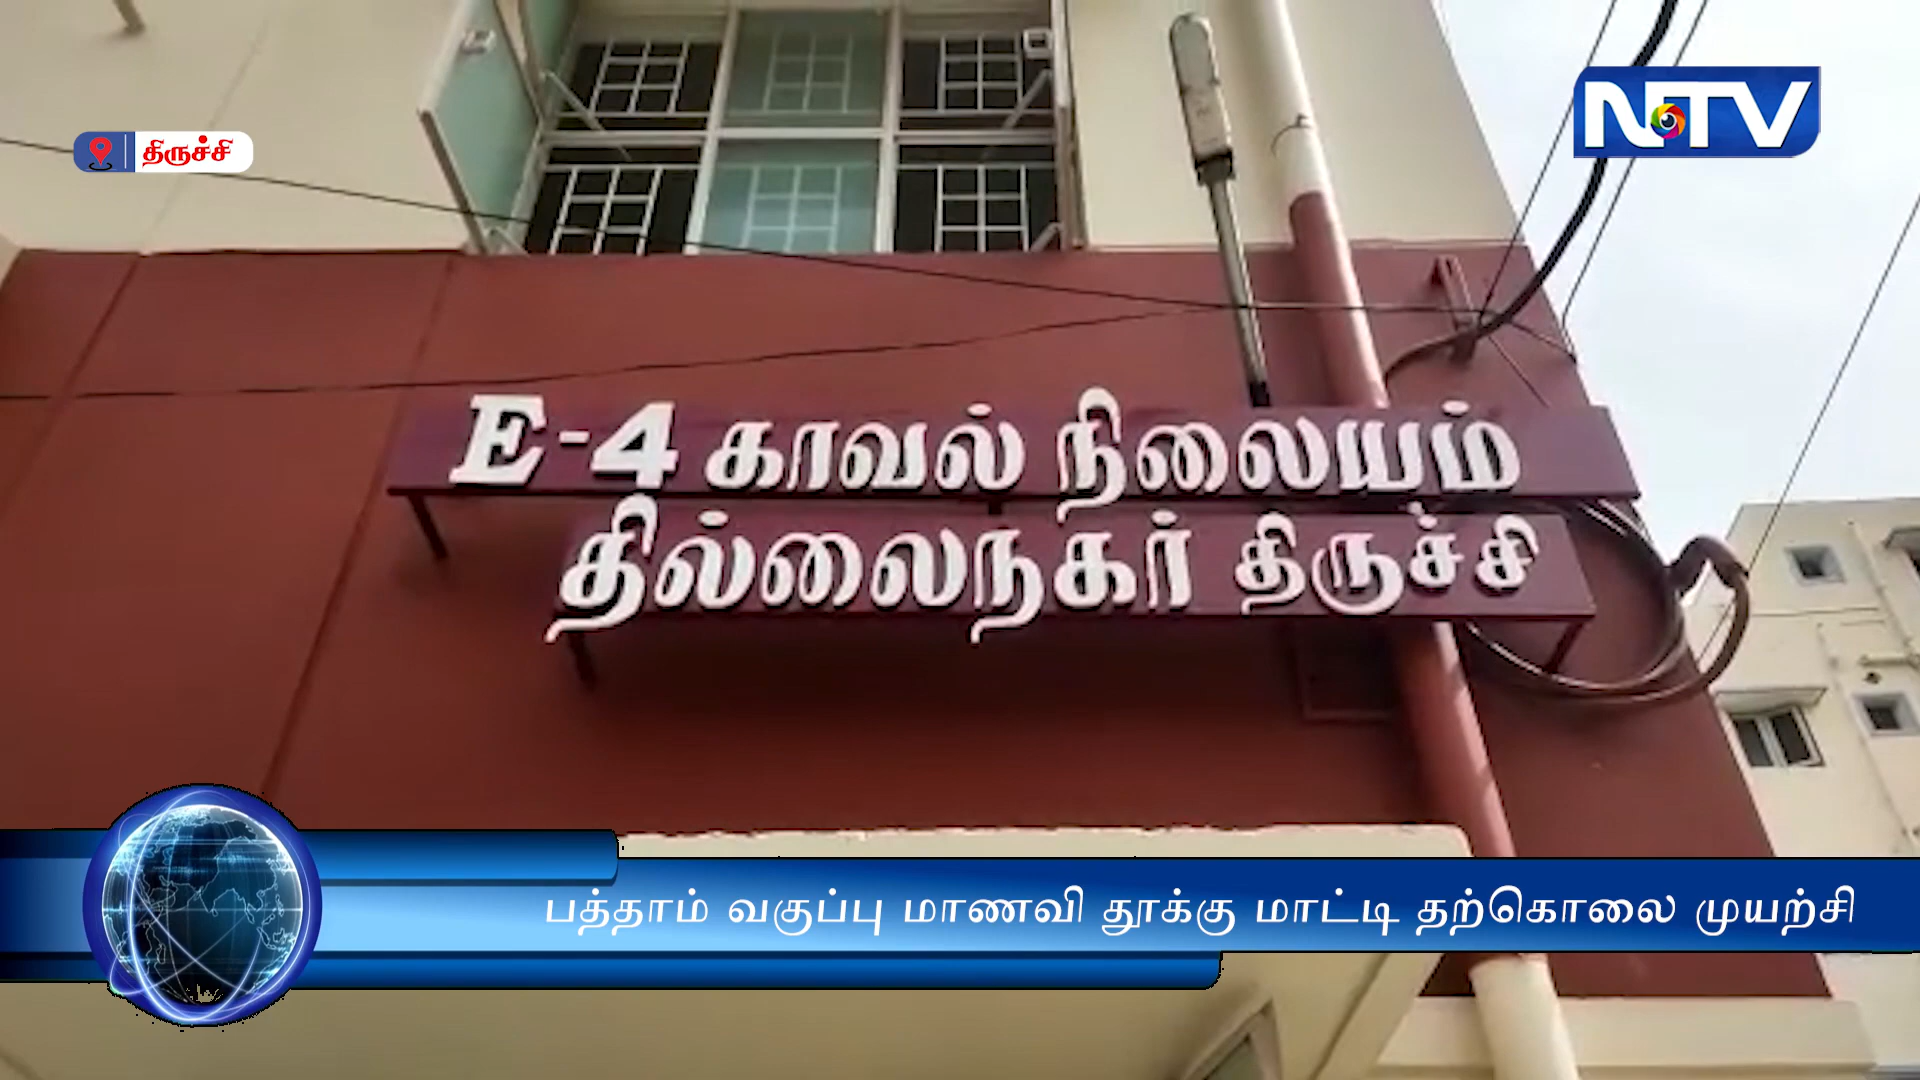 திருச்சி
NTV
E-4 காவல் நிலையம்
தில்லைநகர் திருச்சி
பத்தாம் வகுப்பு மாணவி தூக்கு மாட்டி தற்கொலை முயற்சி